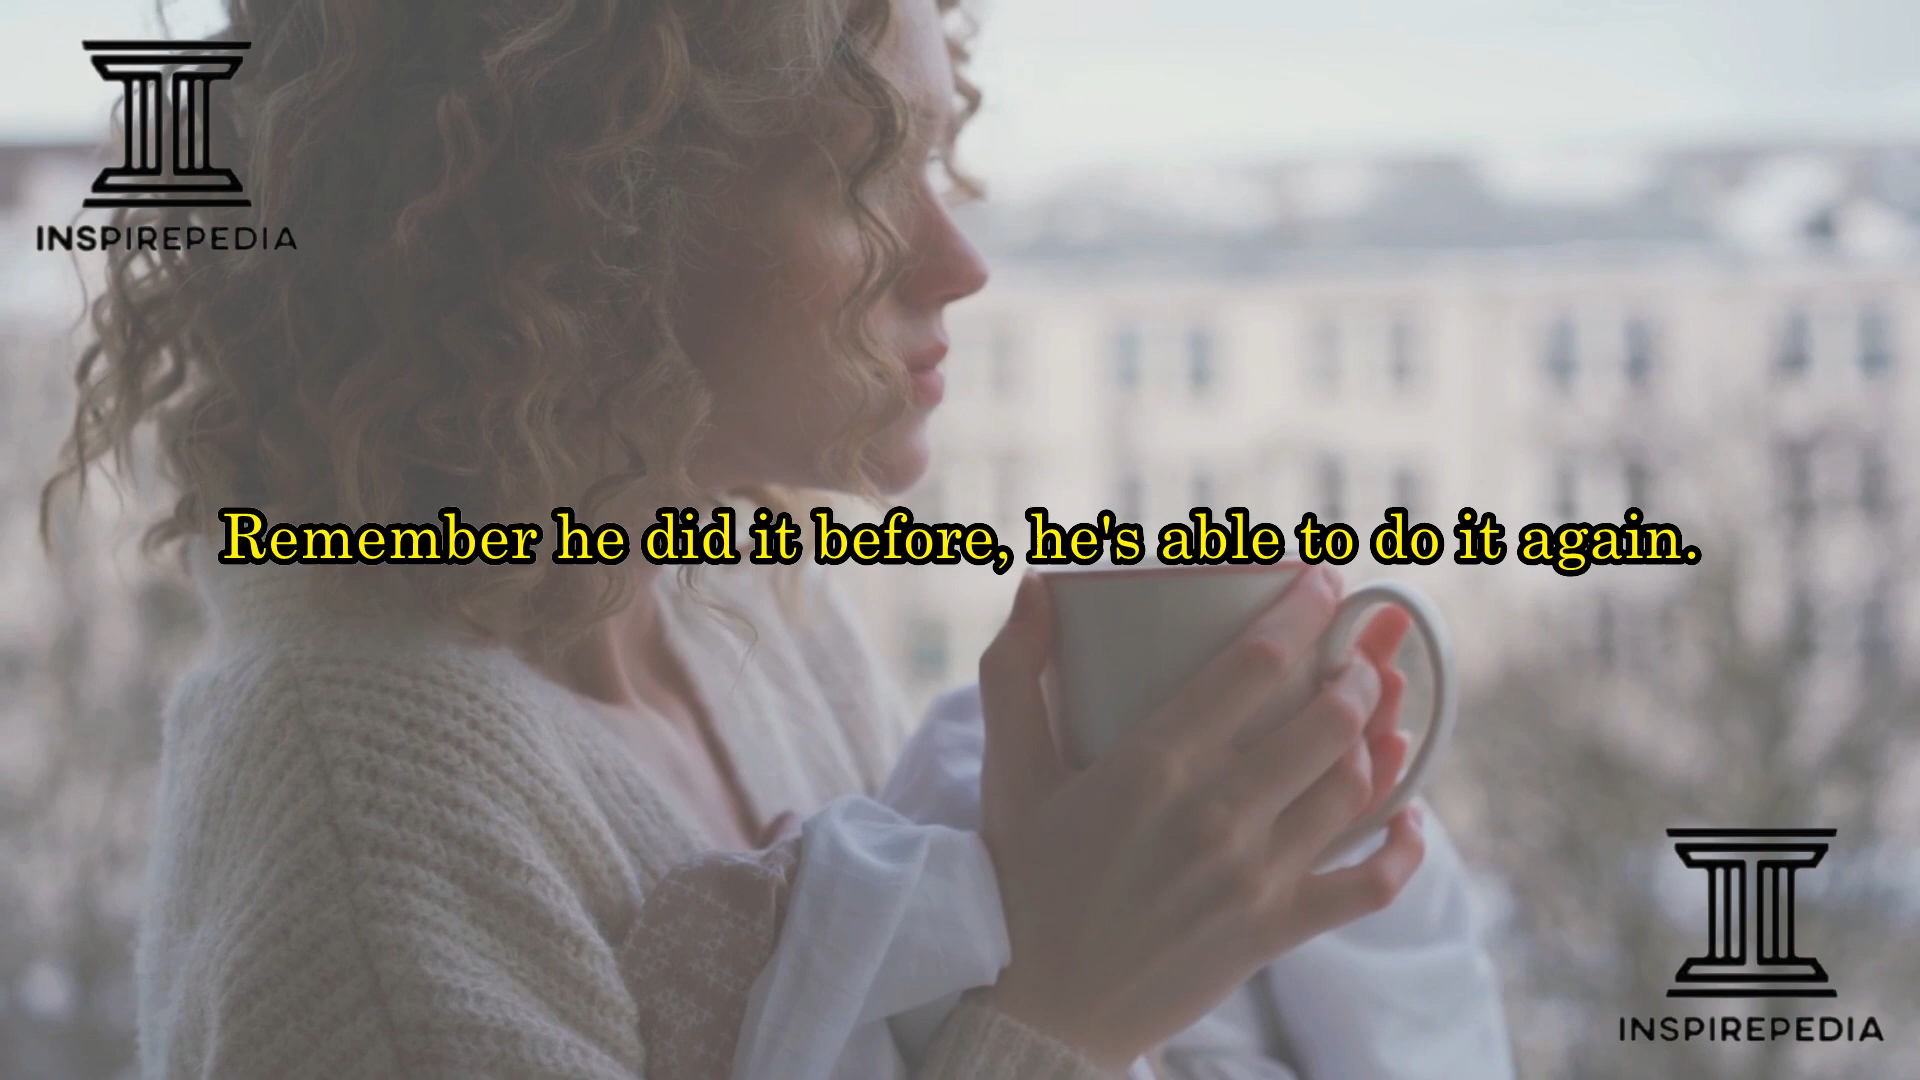 INSPIREPEDIA
Remember he did it before, he's able to do it again.
INSPIREPEDIA